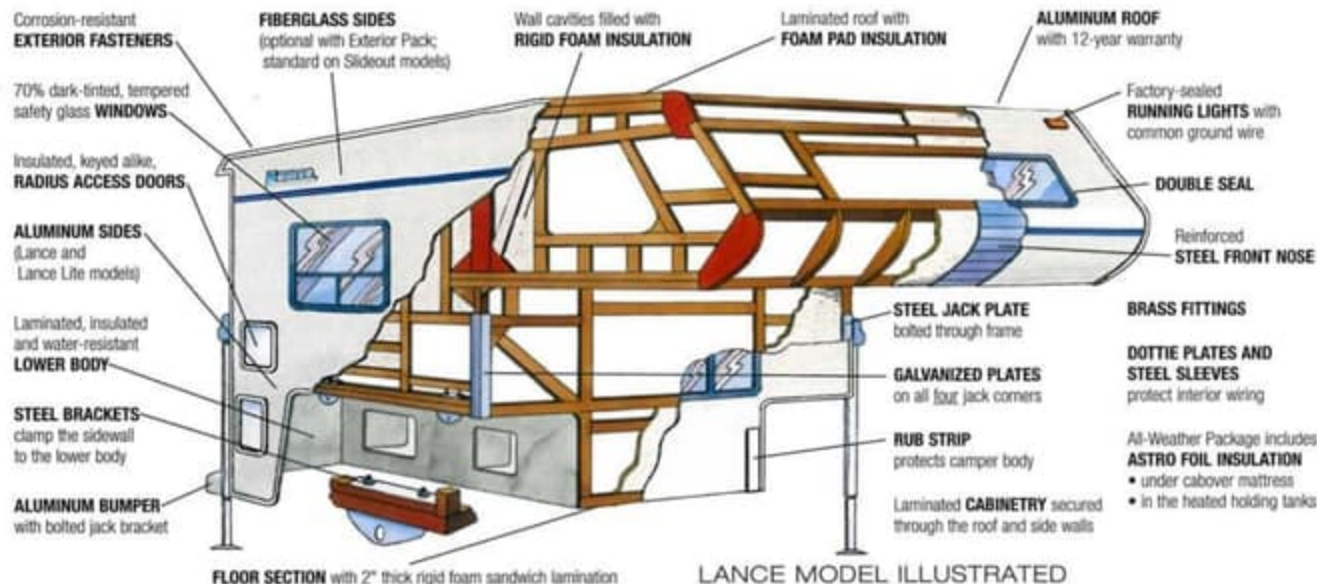 Corrosion-resistant
EXTERIOR FASTENERS
FIBERGLASS SIDES
(optional with Exterior Pack;
standard on Slideout models)
Wall cavities filled with
RIGID FOAM INSULATION
Laminated roof with
FOAM PAD INSULATION
ALUMINUM ROOF
wiith 12-year warranty
70% dark-tinted, tempered
safety glass WINDOWS
Factory-sealed
RUNNING LIGHTS with
common ground wire
Insulated, keyed alike,
RADIUS ACCESS DOORS
DOUBLE SEAL
ALUMINUM SIDES
(Lance and
Lance Lite models)
Reinforced
STEEL FRONT NOSE
Laminated, insulated
and water-resistant
LOWER BODY
STEEL JACK PLATE
bolted through frame
BRASS FITTINGS
GALVANIZED PLATES
on all four jack corners
DOTTIE PLATES AND
STEEL SLEEVES
protect interior wiring
STEEL BRACKETS
clamp the sidewall
to the lower body
RUB STRIP
protects camper body
All-Weather Package includes
ASTRO FOIL INSULATION
• under cabover mattress
• in the heated holding tanks
ALUMINUM BUMPER
with bolted jack bracket
Laminated CABINETRY secured
through the roof and side walls
FLOOR SECTION with 2" thick rigid foam sandwich lamination
LANCE MODEL ILLUSTRATED